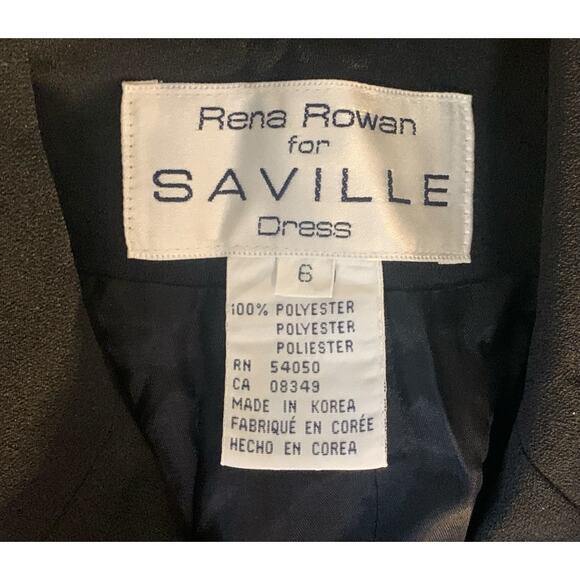 Rena Rowan
for
SAVILLE
Dress
6
100% POLYESTER
POLYESTER
POLIESTER
RN 54050
CA 08349
MADE IN KOREA
FABRIQUÉ EN CORÉE
HECHO EN COREA